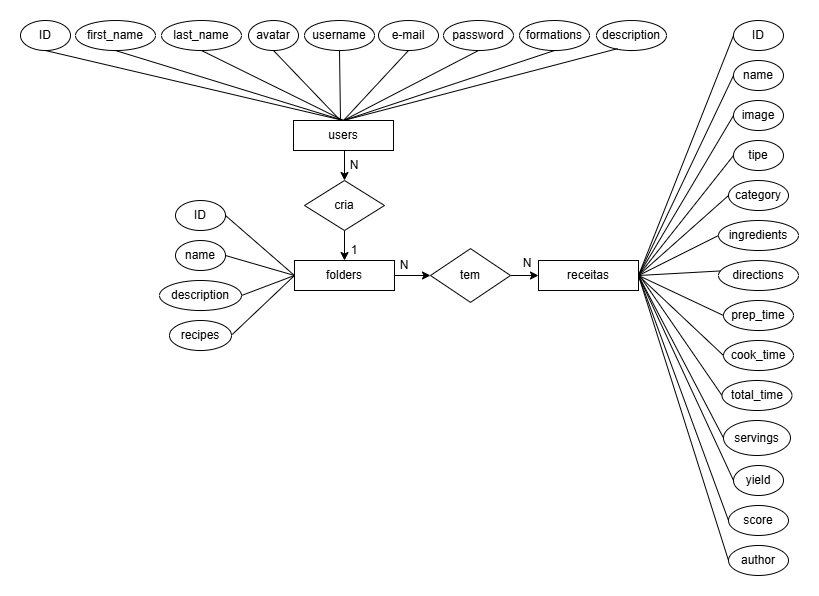 ID first_name last_name avatar username e-mail password formations description
users
N
cria
1
folders
ID
name
description
recipes
N
tem
N
receitas
ID
name
image
tipe
category
ingredients
directions
prep_time
cook_time
total_time
servings
yield
score
author